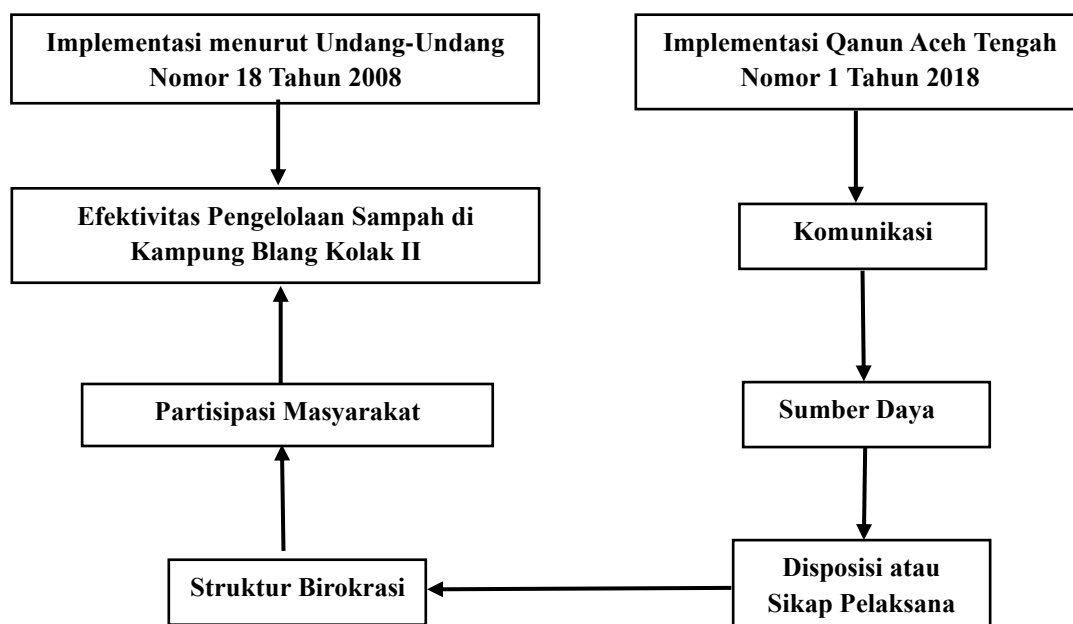 Implementasi menurut Undang-Undang
Nomor 18 Tahun 2008
Implementasi Qanun Aceh Tengah
Nomor 1 Tahun 2018
Efektivitas Pengelolaan Sampah di
Kampung Blang Kolak II
Komunikasi
Partisipasi Masyarakat
Sumber Daya
Struktur Birokrasi
Disposisi atau
Sikap Pelaksana